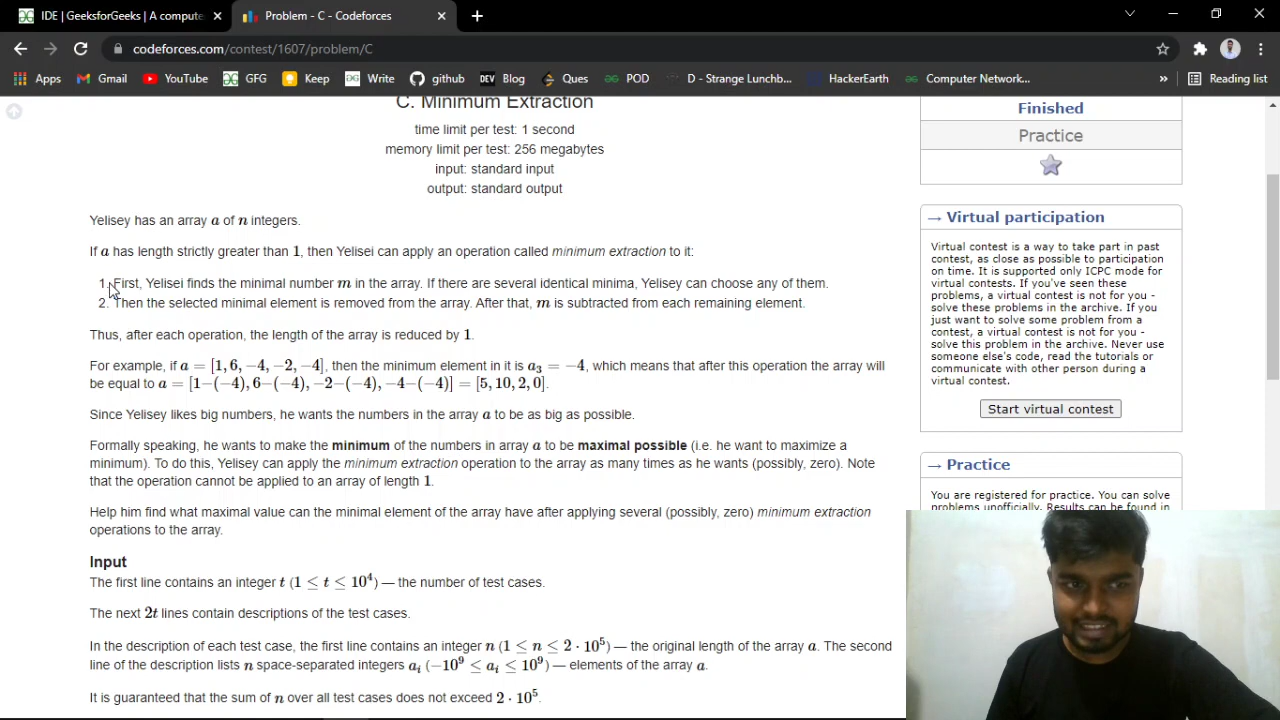 IDE | GeeksforGeeks | A compute
Problem - C - Codeforces
codeforces.com/contest/1607/problem/C
Apps Gmail YouTube GFG Keep Write github Blog Ques POD D - Strange Lunchb... HackerEarth Computer Network... » Reading list
C. Minimum Extraction
time limit per test: 1 second
memory limit per test: 256 megabytes
input: standard input
output: standard output
Yelisey has an array a of n integers.
If a has length strictly greater than 1, then Yelisei can apply an operation called minimum extraction to it:
1. First, Yelisei finds the minimal number m in the array. If there are several identical minima, Yelisey can choose any of them.
2. Then the selected minimal element is removed from the array. After that, m is subtracted from each remaining element.
Thus, after each operation, the length of the array is reduced by 1.
For example, if a = [1, 6, −4, −2, −4], then the minimum element in it is a₃ = −4, which means that after this operation the array will
be equal to a = [1−(−4), 6−(−4), −2−(−4), −4−(−4)] = [5, 10, 2, 0].
Since Yelisey likes big numbers, he wants the numbers in the array a to be as big as possible.
Formally speaking, he wants to make the minimum of the numbers in array a to be maximal possible (i.e. he want to maximize a
minimum). To do this, Yelisey can apply the minimum extraction operation to the array as many times as he wants (possibly, zero). Note
that the operation cannot be applied to an array of length 1.
Help him find what maximal value can the minimal element of the array have after applying several (possibly, zero) minimum extraction
operations to the array.
Input
The first line contains an integer t (1 ≤ t ≤ 10⁴) — the number of test cases.
The next 2t lines contain descriptions of the test cases.
In the description of each test case, the first line contains an integer n (1 ≤ n ≤ 2 · 10⁵) — the original length of the array a. The second
line of the description lists n space-separated integers aᵢ (−10⁹ ≤ aᵢ ≤ 10⁹) — elements of the array a.
It is guaranteed that the sum of n over all test cases does not exceed 2 · 10⁵.
Finished
Practice
→ Virtual participation
Virtual contest is a way to take part in past
contest, as close as possible to participation
on time. It is supported only ICPC mode for
virtual contests. If you've seen these
problems, a virtual contest is not for you -
solve these problems in the archive. If you
just want to solve some problem from a
contest, a virtual contest is not for you -
solve this problem in the archive. Never use
someone else's code, read the tutorials or
communicate with other person during a
virtual contest.
Start virtual contest
→ Practice
You are registered for practice. You can solve
problems unofficially. Results can be found in